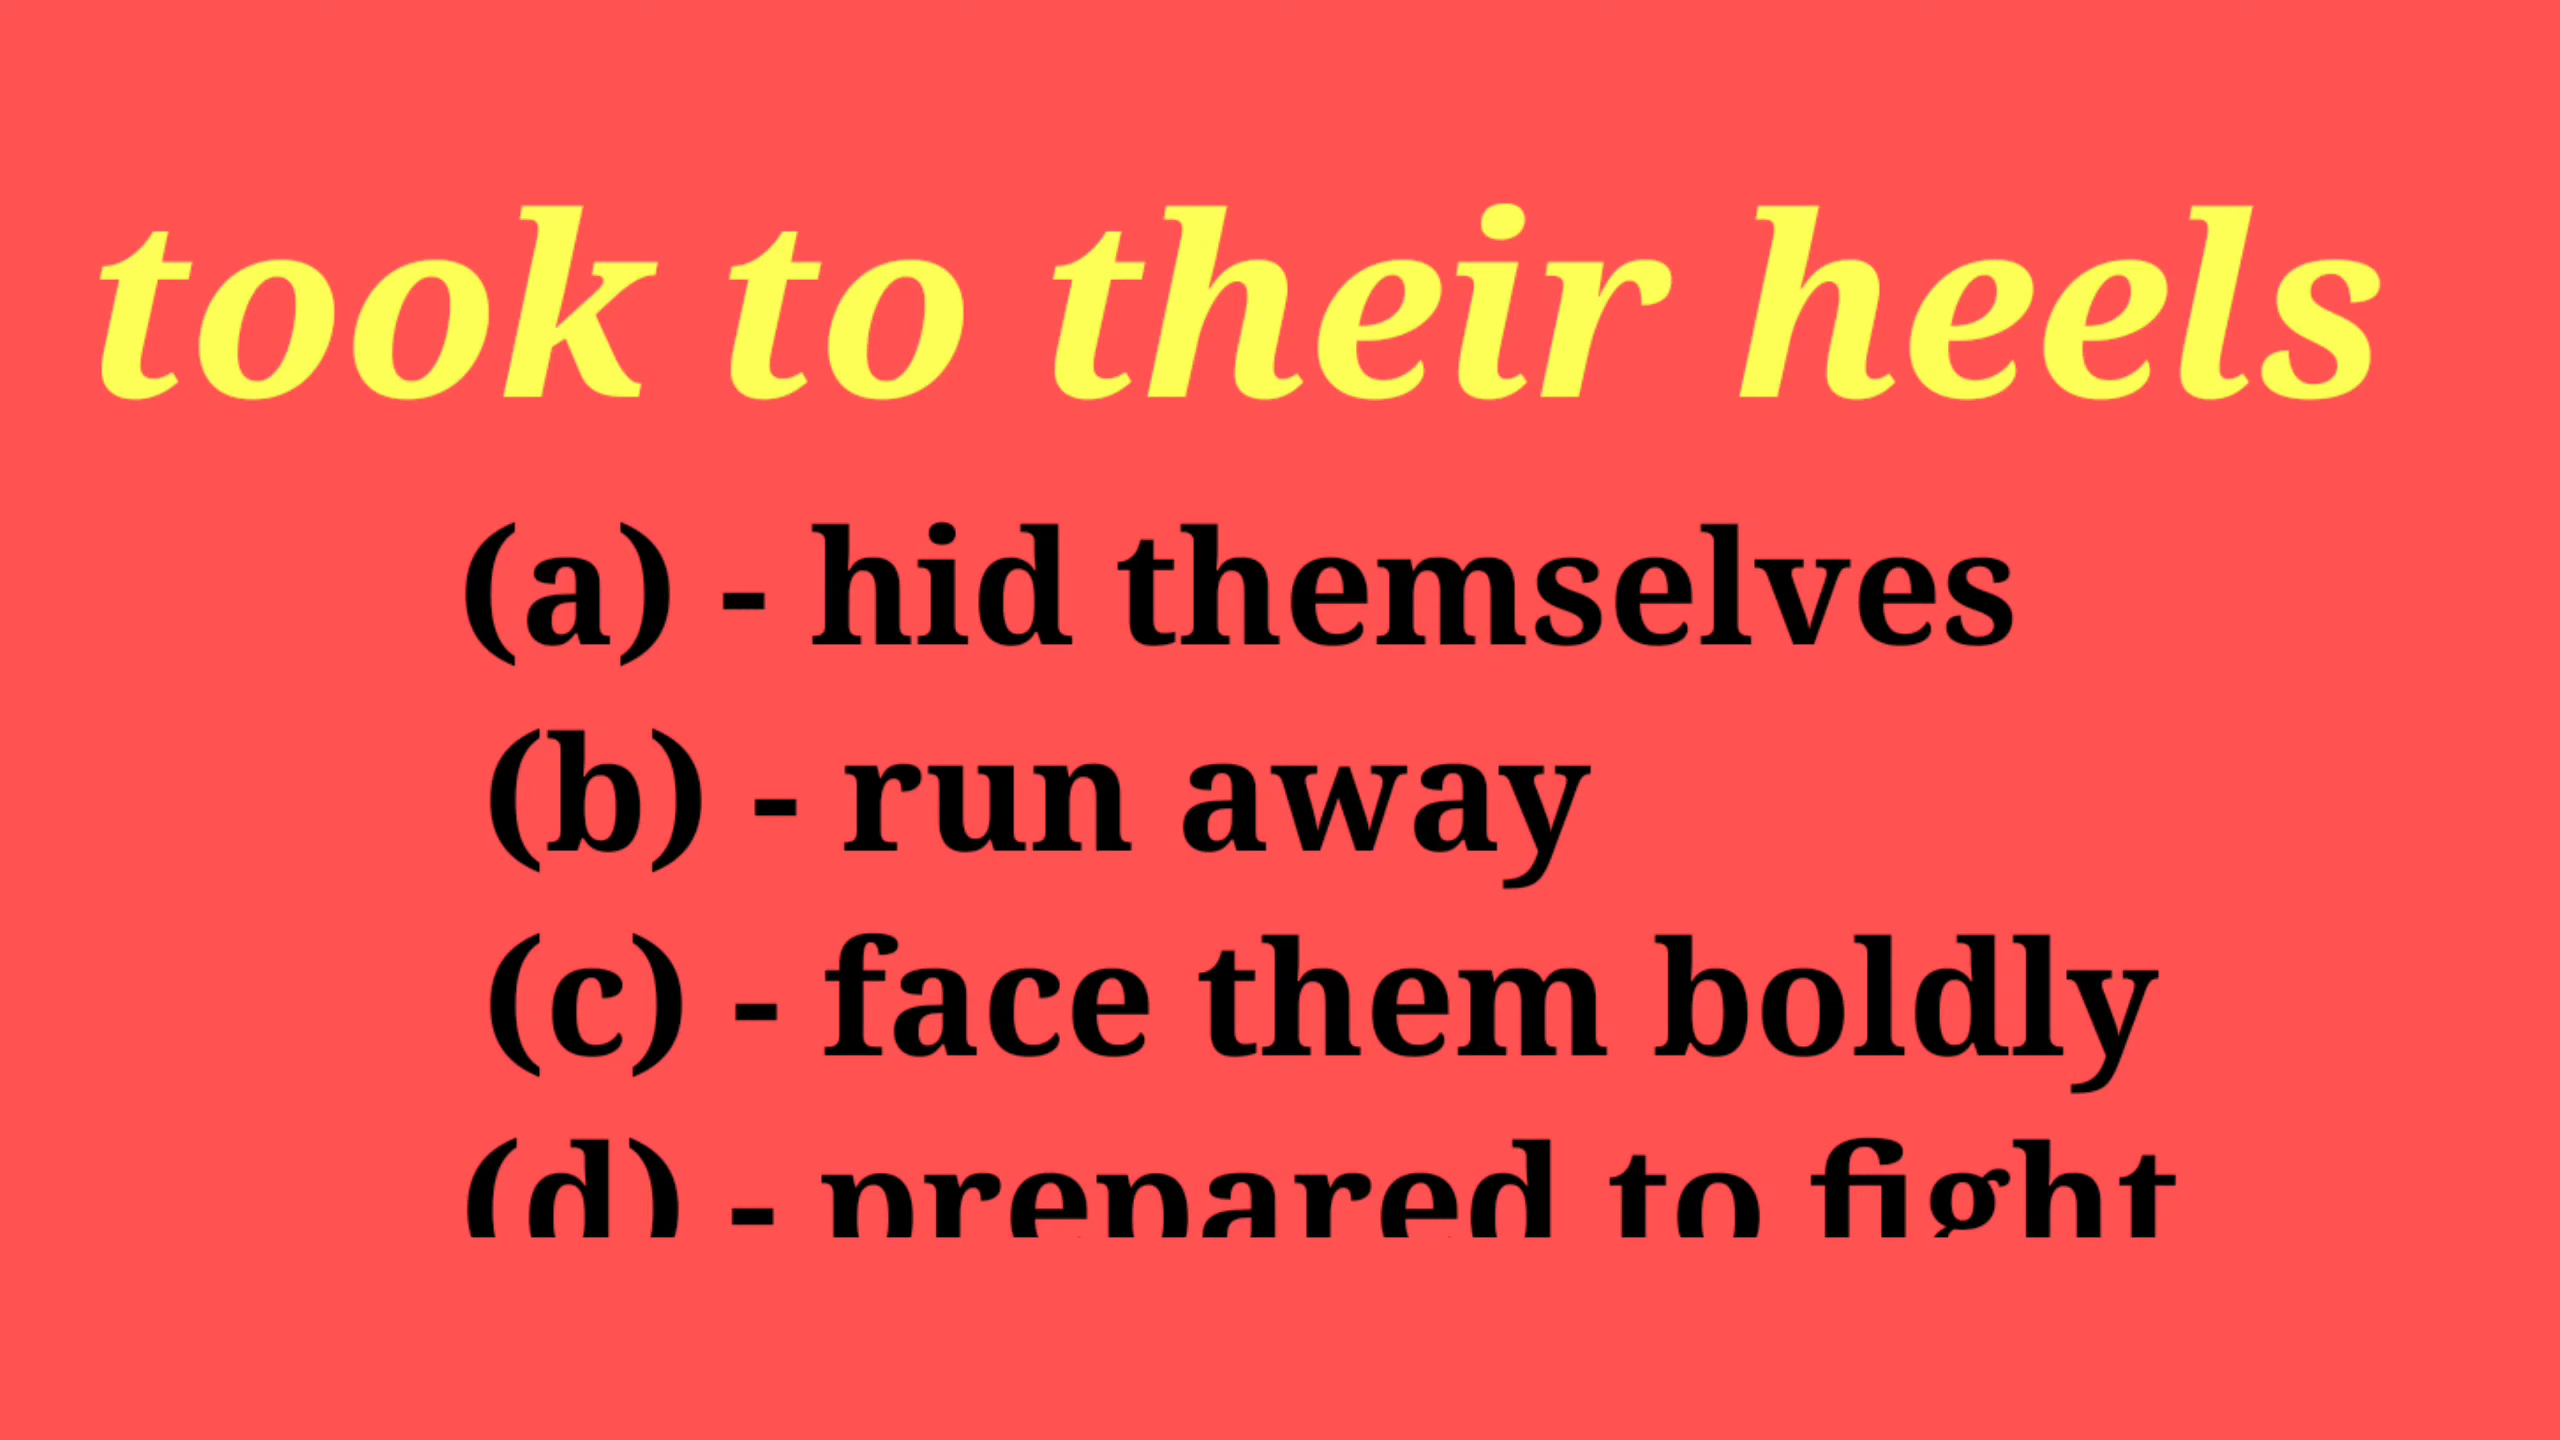 took to their heels
(a) - hid themselves
(b) - run away
(c) - face them boldly
(d) - prepared to fight